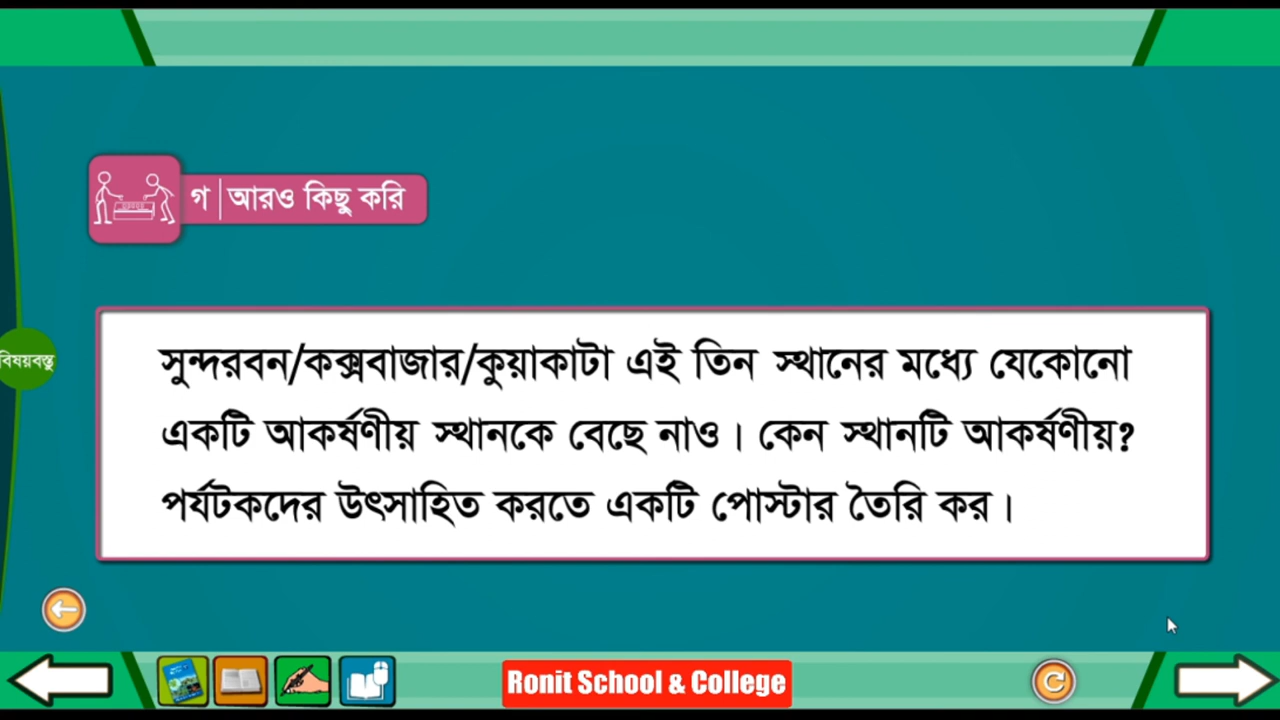 গ | আরও কিছু করি
সুন্দরবন/কক্সবাজার/কুয়াকাটা এই তিন স্থানের মধ্যে যেকোনো
একটি আকর্ষণীয় স্থানকে বেছে নাও। কেন স্থানটি আকর্ষণীয়?
পর্যটকদের উৎসাহিত করতে একটি পোস্টার তৈরি কর।
বিষয়বস্তু
Ronit School & College